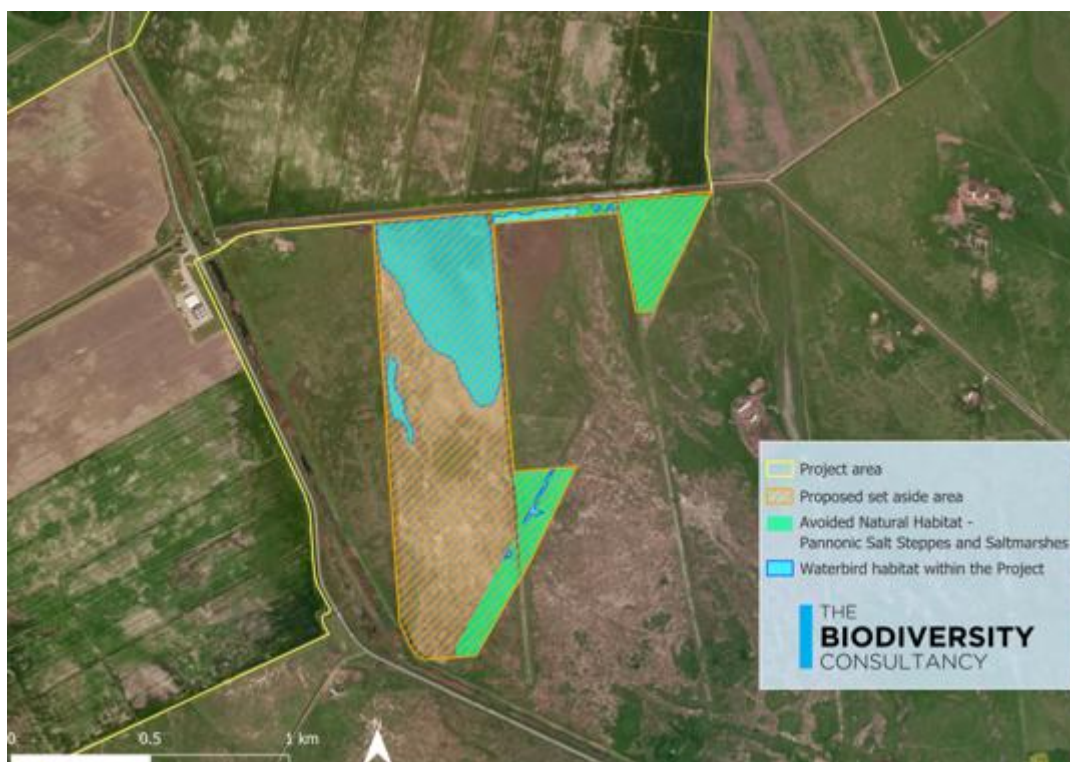 Project area
Proposed set aside area
Avoided Natural Habitat -
Pannonic Salt Steppes and Saltmarshes
Waterbird habitat within the Project
THE
BIODIVERSITY
CONSULTANCY
N
0 0.5 1 km